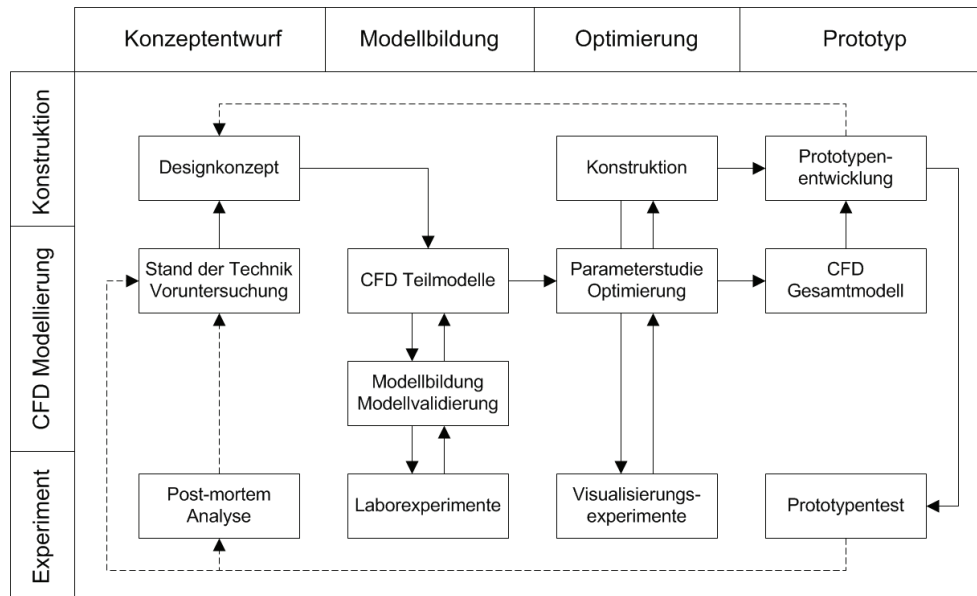 Konzeptentwurf
Modellbildung
Optimierung
Prototyp
Konstruktion
Designkonzept
Konstruktion
Prototypen-
entwicklung
CFD Modellierung
Stand der Technik
Voruntersuchung
CFD Teilmodelle
Parameterstudie
Optimierung
CFD
Gesamtmodell
Modellbildung
Modellvalidierung
Experiment
Post-mortem
Analyse
Laborexperimente
Visualisierungs-
experimente
Prototypentest